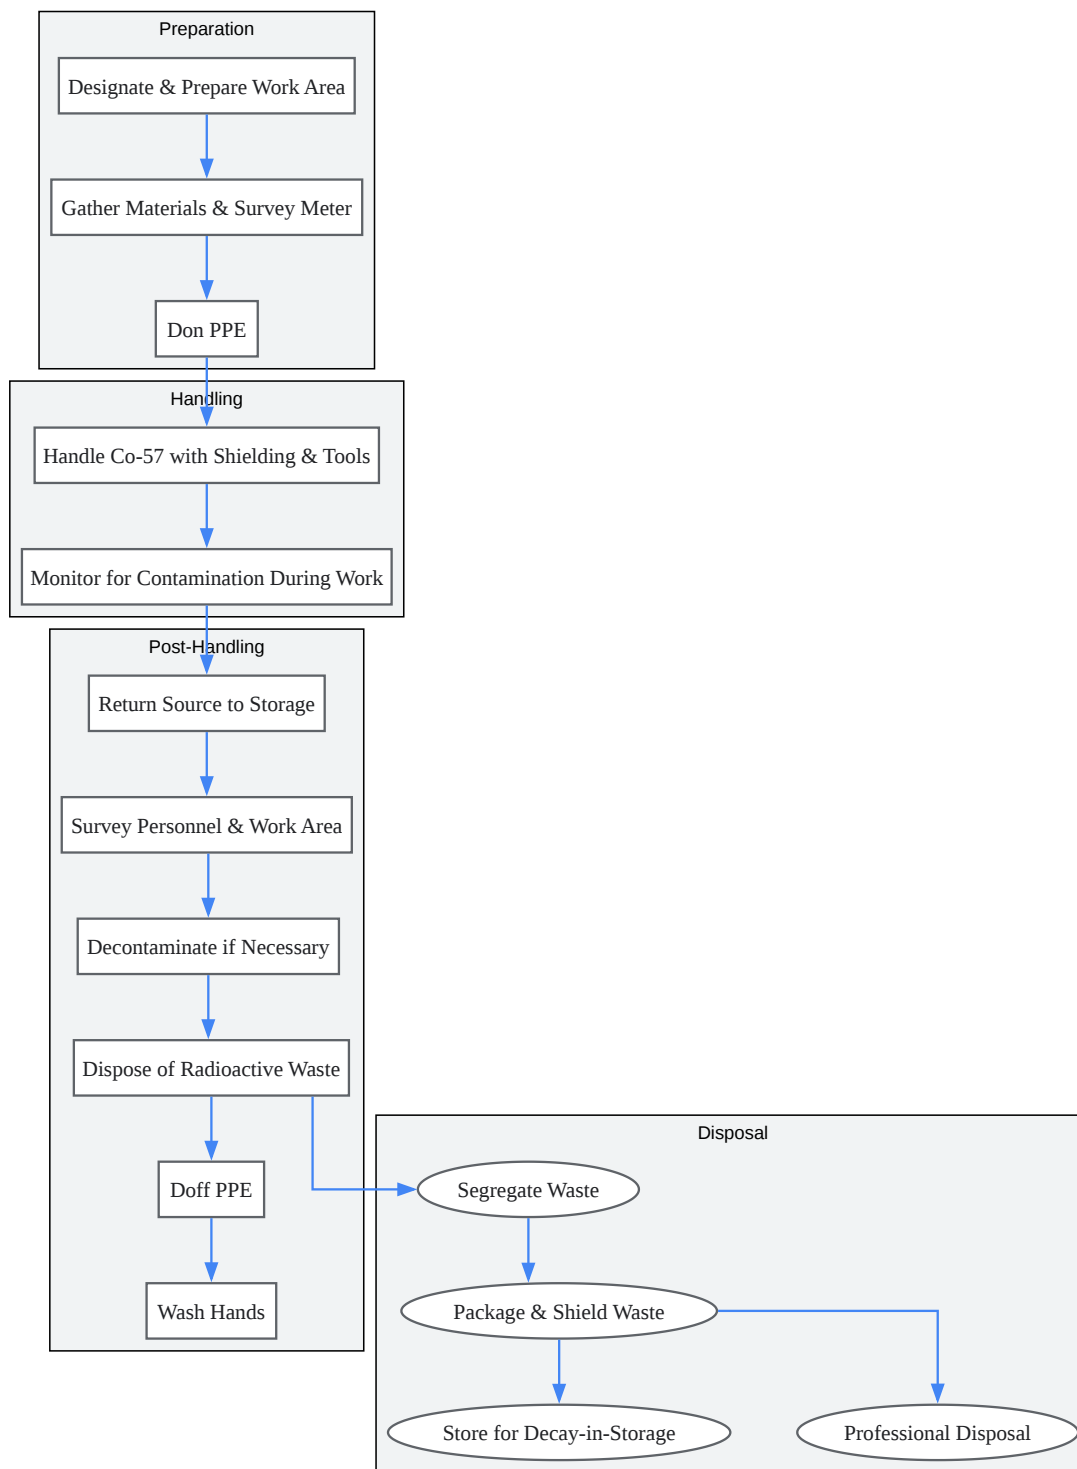 Preparation
Designate & Prepare Work Area
Gather Materials & Survey Meter
Don PPE
Handling
Handle Co-57 with Shielding & Tools
Monitor for Contamination During Work
Post-Handling
Return Source to Storage
Survey Personnel & Work Area
Decontaminate if Necessary
Dispose of Radioactive Waste
Doff PPE
Wash Hands
Disposal
Segregate Waste
Package & Shield Waste
Store for Decay-in-Storage
Professional Disposal